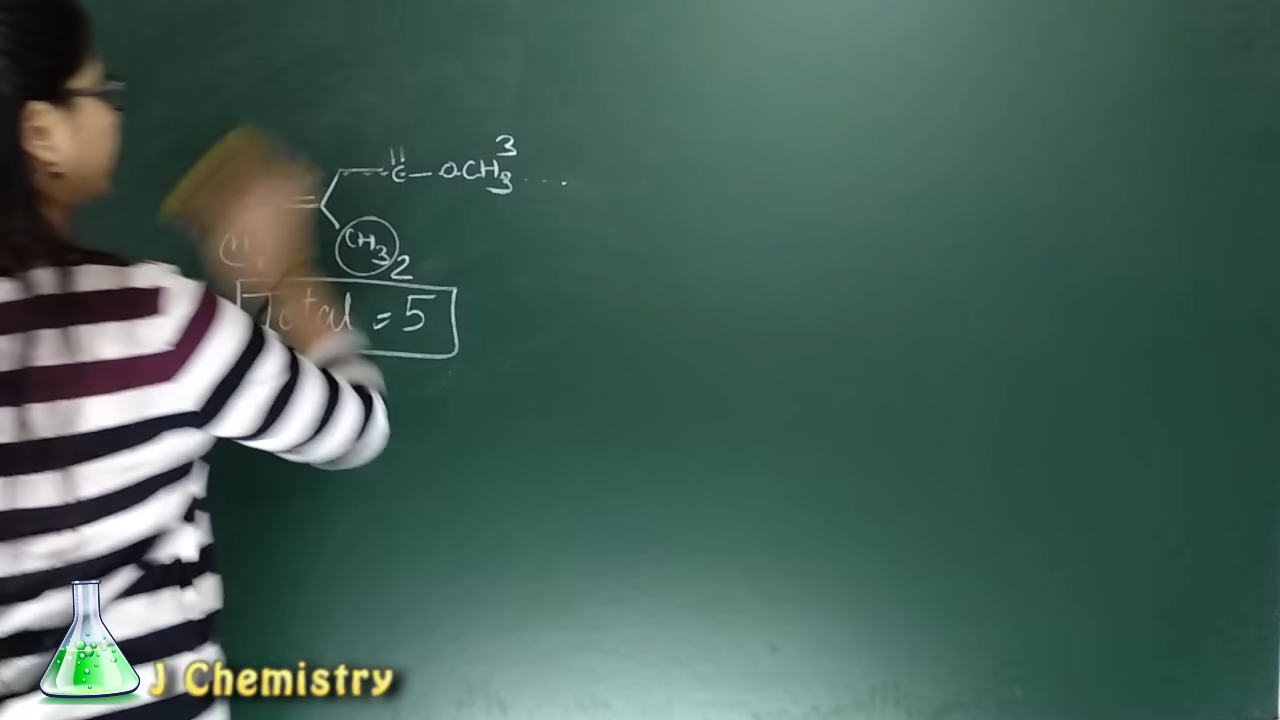 3
C — OCH3 ...
CH3 2
Total = 5
J Chemistry